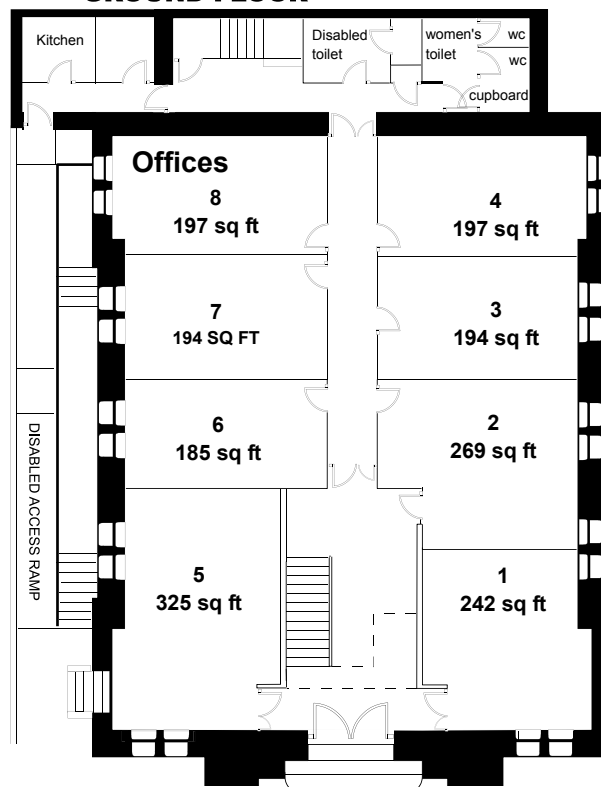 GROUND FLOOR
Kitchen
Disabled
toilet
women's
toilet
wc
wc
cupboard
Offices
8
197 sq ft
4
197 sq ft
7
194 SQ FT
3
194 sq ft
6
185 sq ft
2
269 sq ft
DISABLED ACCESS RAMP
5
325 sq ft
1
242 sq ft